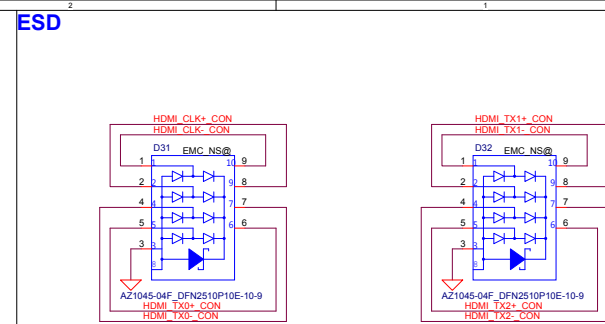 2
1
ESD
HDMI_CLK+_CON
HDMI_CLK-_CON
D31
EMC_NS@
1
1
10
9
2
2
9
8
4
4
7
7
5
5
6
6
3
3
8
AZ1045-04F_DFN2510P10E-10-9
HDMI_TX0+_CON
HDMI_TX0-_CON
HDMI_TX1+_CON
HDMI_TX1-_CON
D32
EMC_NS@
1
1
10
9
2
2
9
8
4
4
7
7
5
5
6
6
3
3
8
AZ1045-04F_DFN2510P10E-10-9
HDMI_TX2+_CON
HDMI_TX2-_CON